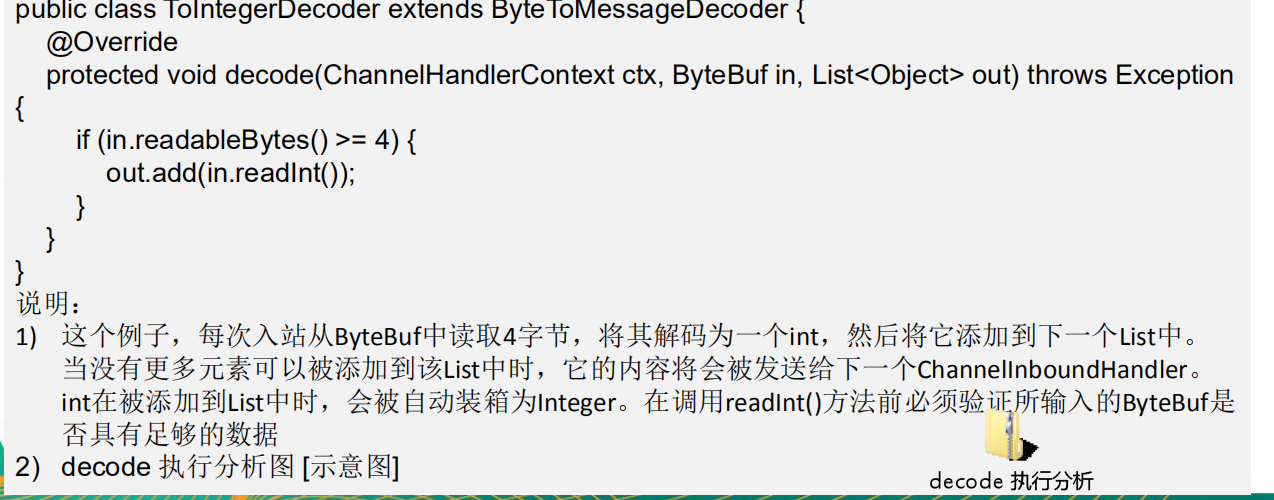 public class ToIntegerDecoder extends ByteToMessageDecoder {
@Override
protected void decode(ChannelHandlerContext ctx, ByteBuf in, List<Object> out) throws Exception
{
if (in.readableBytes() >= 4) {
out.add(in.readInt());
}
}
}
说明：
1) 这个例子，每次入站从ByteBuf中读取4字节，将其解码为一个int，然后将它添加到下一个List中。
当没有更多元素可以被添加到该List中时，它的内容将会被发送给下一个ChannelInboundHandler。
int在被添加到List中时，会被自动装箱为Integer。在调用readInt()方法前必须验证所输入的ByteBuf是
否具有足够的数据
2) decode 执行分析图 [示意图]
decode 执行分析